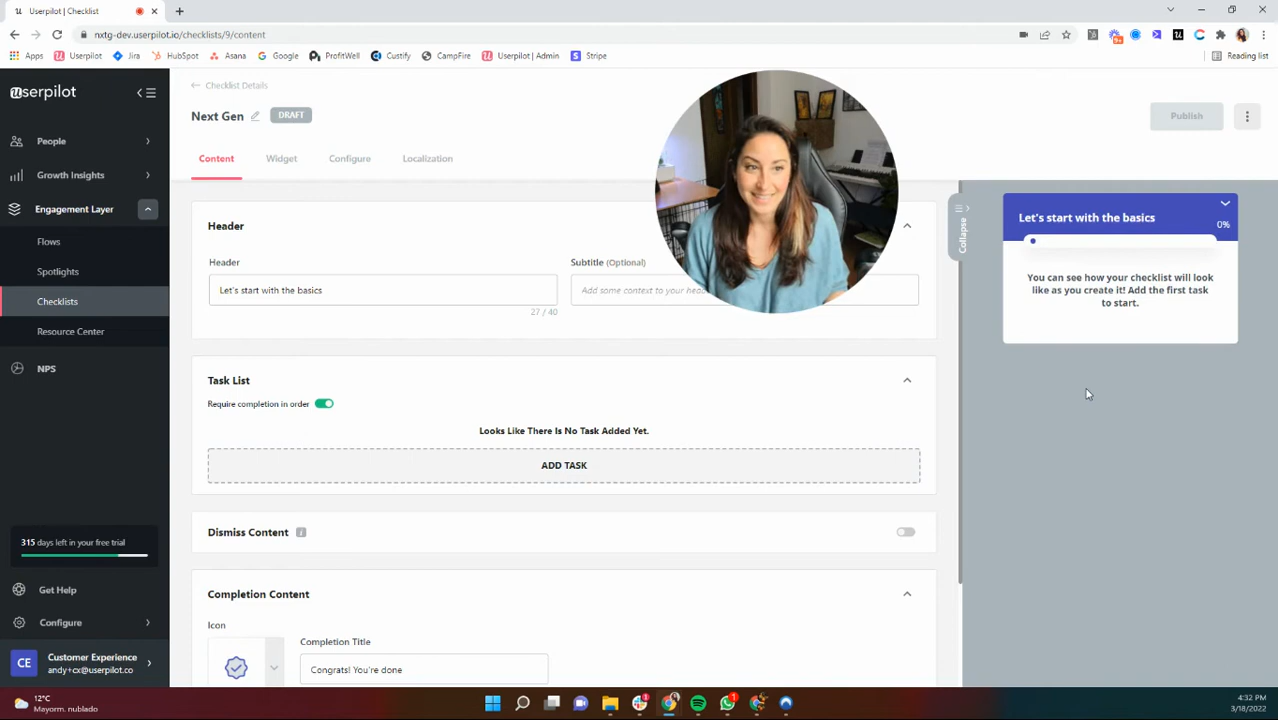 Userpilot | Checklist
nxtg-dev.userpilot.io/checklists/9/content
Apps
Userpilot
Jira
HubSpot
Asana
Google
ProfitWell
Custify
CampFire
Userpilot | Admin
Stripe
Reading list
userpilot
People
Growth Insights
Engagement Layer
Flows
Spotlights
Checklists
Resource Center
NPS
315 days left in your free trial
Get Help
Configure
CE
Customer Experience
andy+cx@userpilot.co
Checklist Details
Next Gen
DRAFT
Publish
Content
Widget
Configure
Localization
Header
Header
Let's start with the basics
27 / 40
Subtitle (Optional)
Add some context to your
Task List
Require completion in order
Looks Like There Is No Task Added Yet.
ADD TASK
Dismiss Content
Completion Content
Icon
Completion Title
Congrats! You're done
Collapse
Let's start with the basics
0%
You can see how your checklist will look
like as you create it! Add the first task
to start.
12°C
Mayorm. nublado
4:32 PM
3/18/2022